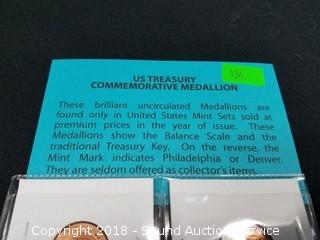 US TREASURY
COMMEMORATIVE MEDALLION
136.
These brilliant uncirculated Medallions are
found only in United States Mint Sets sold at
premium prices in the year of issue. These
Medallions show the Balance Scale and the
traditional Treasury Key. On the reverse, the
Mint Mark indicates Philadelphia or Denver.
They are seldom offered as collector's items.
Copyright 2018 - Sound Auction Service